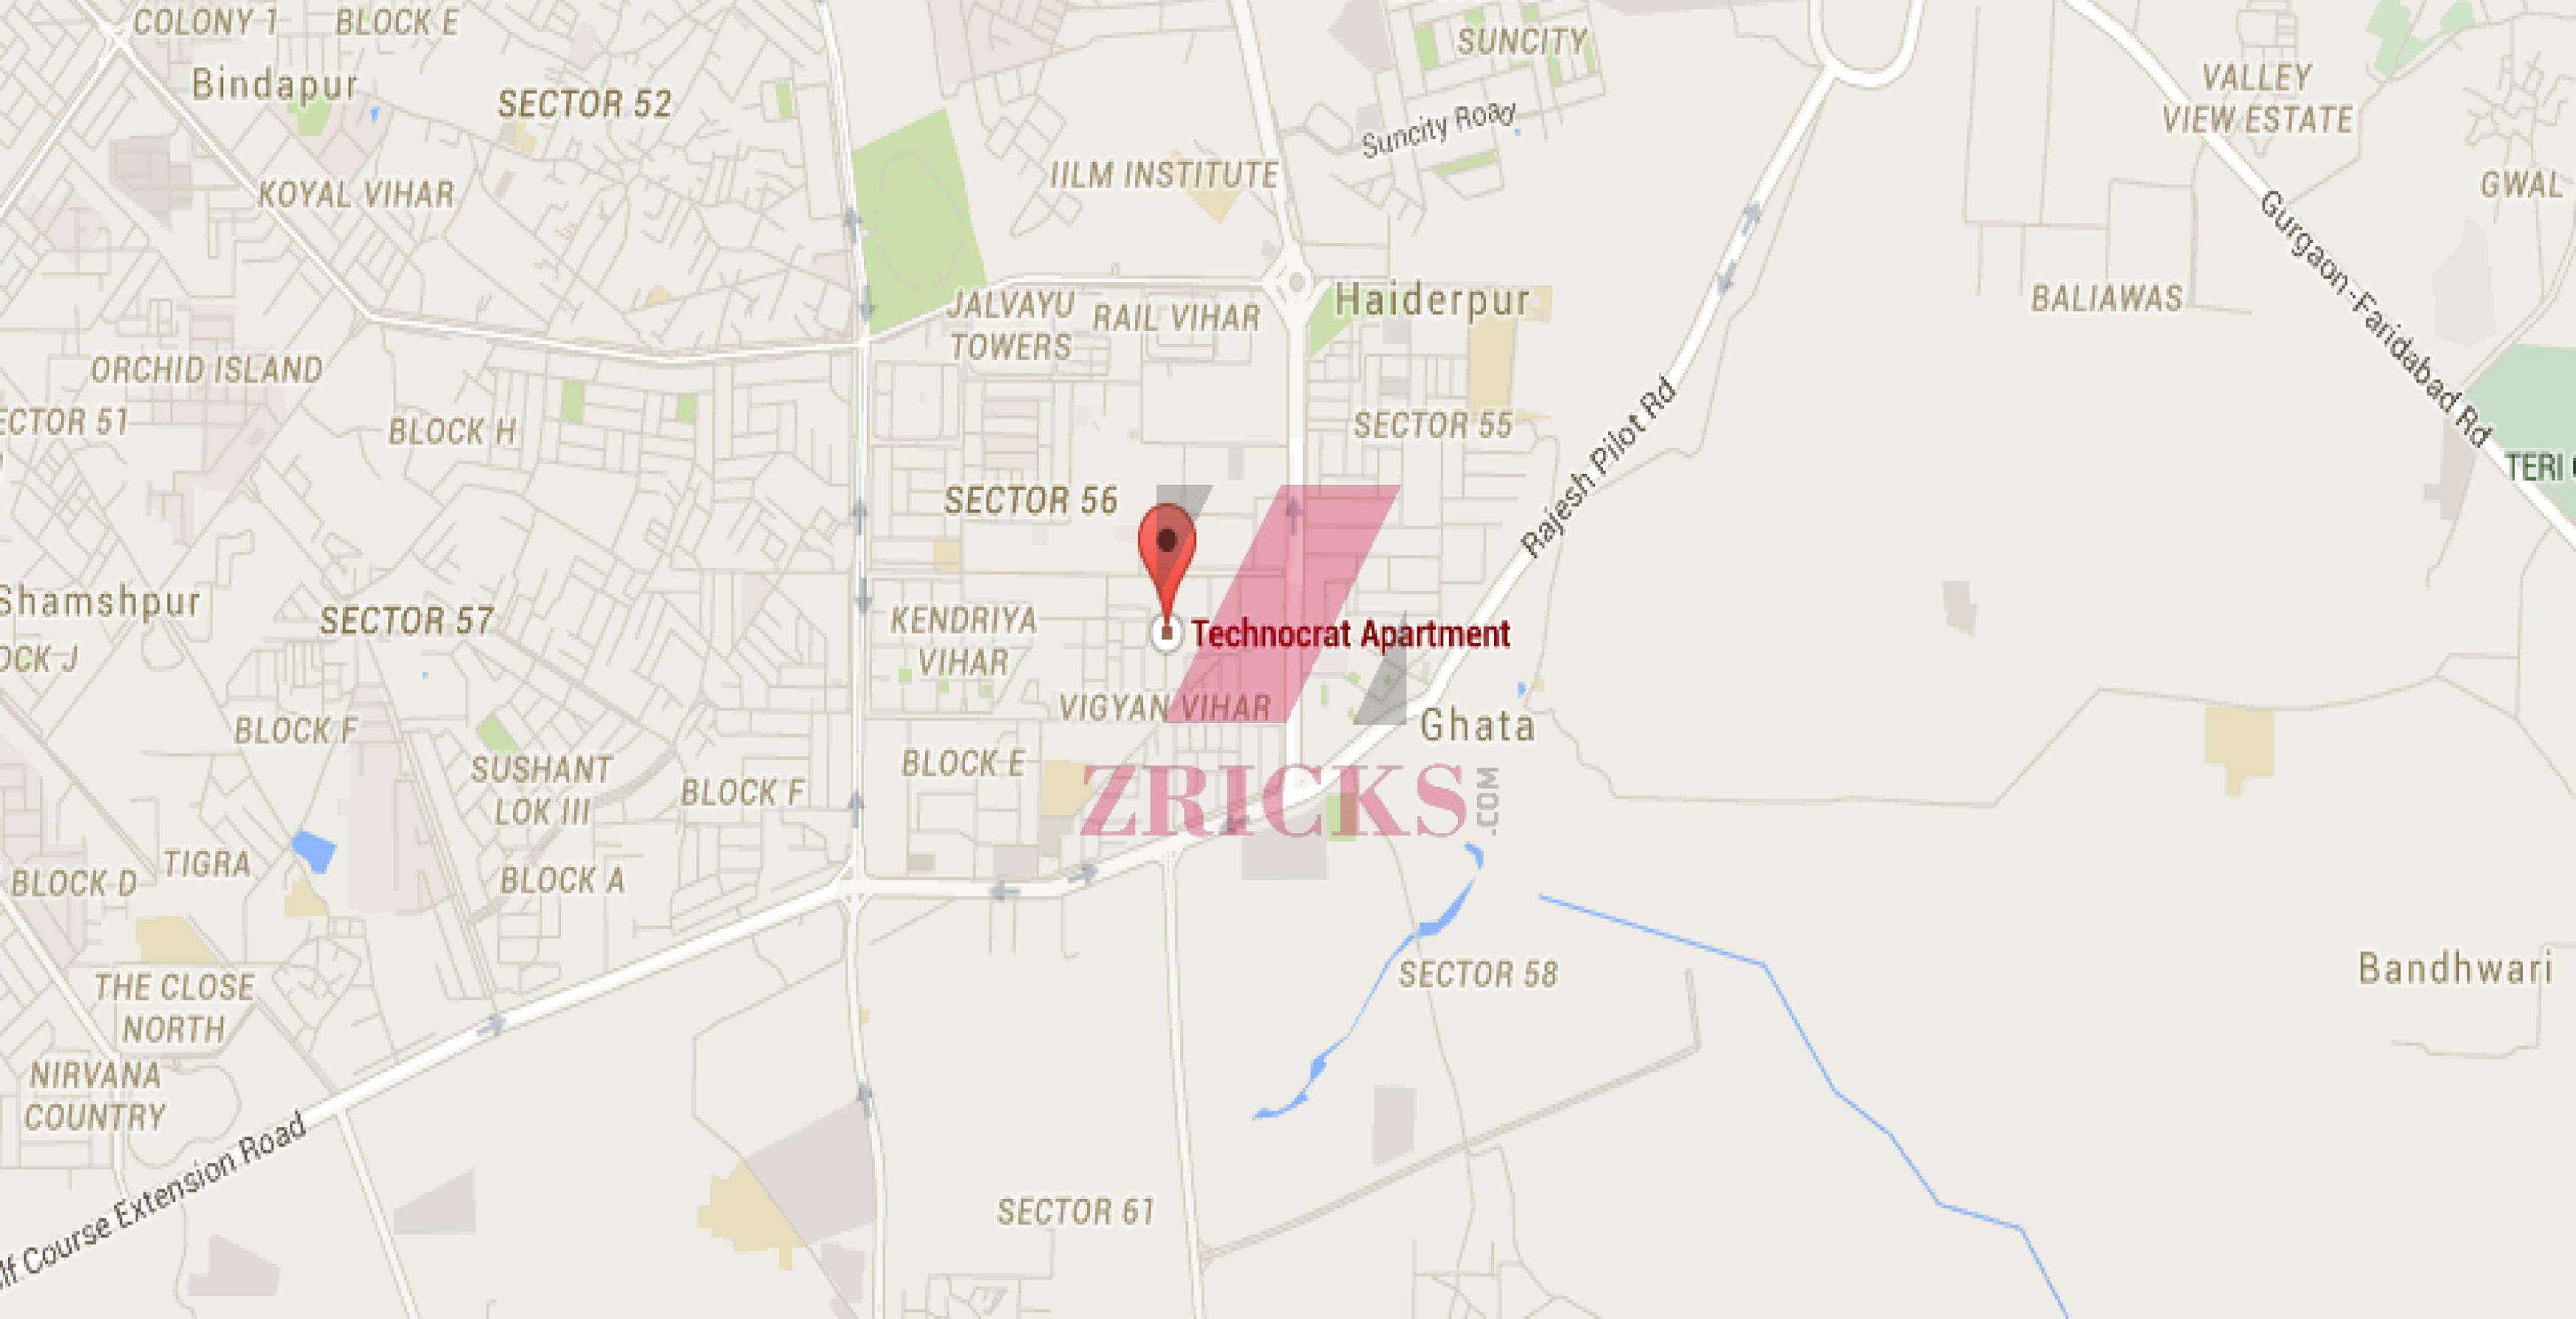 COLONY 1
BLOCK E
SUNCITY
Bindapur
SECTOR 52
VALLEY
VIEW ESTATE
Suncity Road
IILM INSTITUTE
KOYAL VIHAR
GWAL
Gurgaon-Faridabad Rd
JALVAYU
TOWERS
RAIL VIHAR
Haiderpur
BALIAWAS
ORCHID ISLAND
ECTOR 51
BLOCK H
SECTOR 55
Rajesh Pilot Rd
TERI
SECTOR 56
Shamshpur
SECTOR 57
KENDRIYA
VIHAR
Technocrat Apartment
OCK J
VIGYAN VIHAR
Ghata
BLOCK F
SUSHANT
LOK III
BLOCK F
BLOCK E
ZRICKS
.COM
TIGRA
BLOCK D
BLOCK A
SECTOR 58
Bandhwari
THE CLOSE
NORTH
NIRVANA
COUNTRY
lf Course Extension Road
SECTOR 61